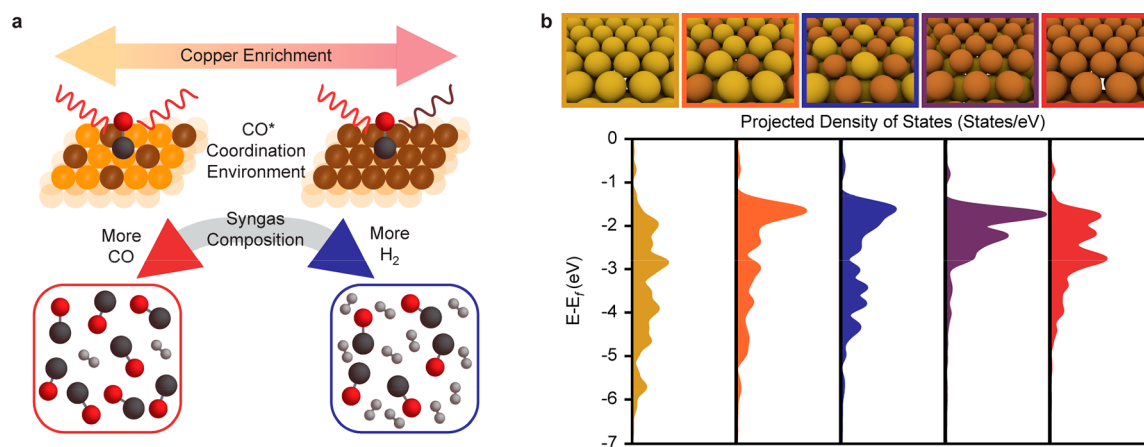 a
Copper Enrichment
CO*
Coordination
Environment
Syngas
Composition
More
CO
More
H₂
b
Projected Density of States (States/eV)
E-E_f (eV)
0
-1
-2
-3
-4
-5
-6
-7